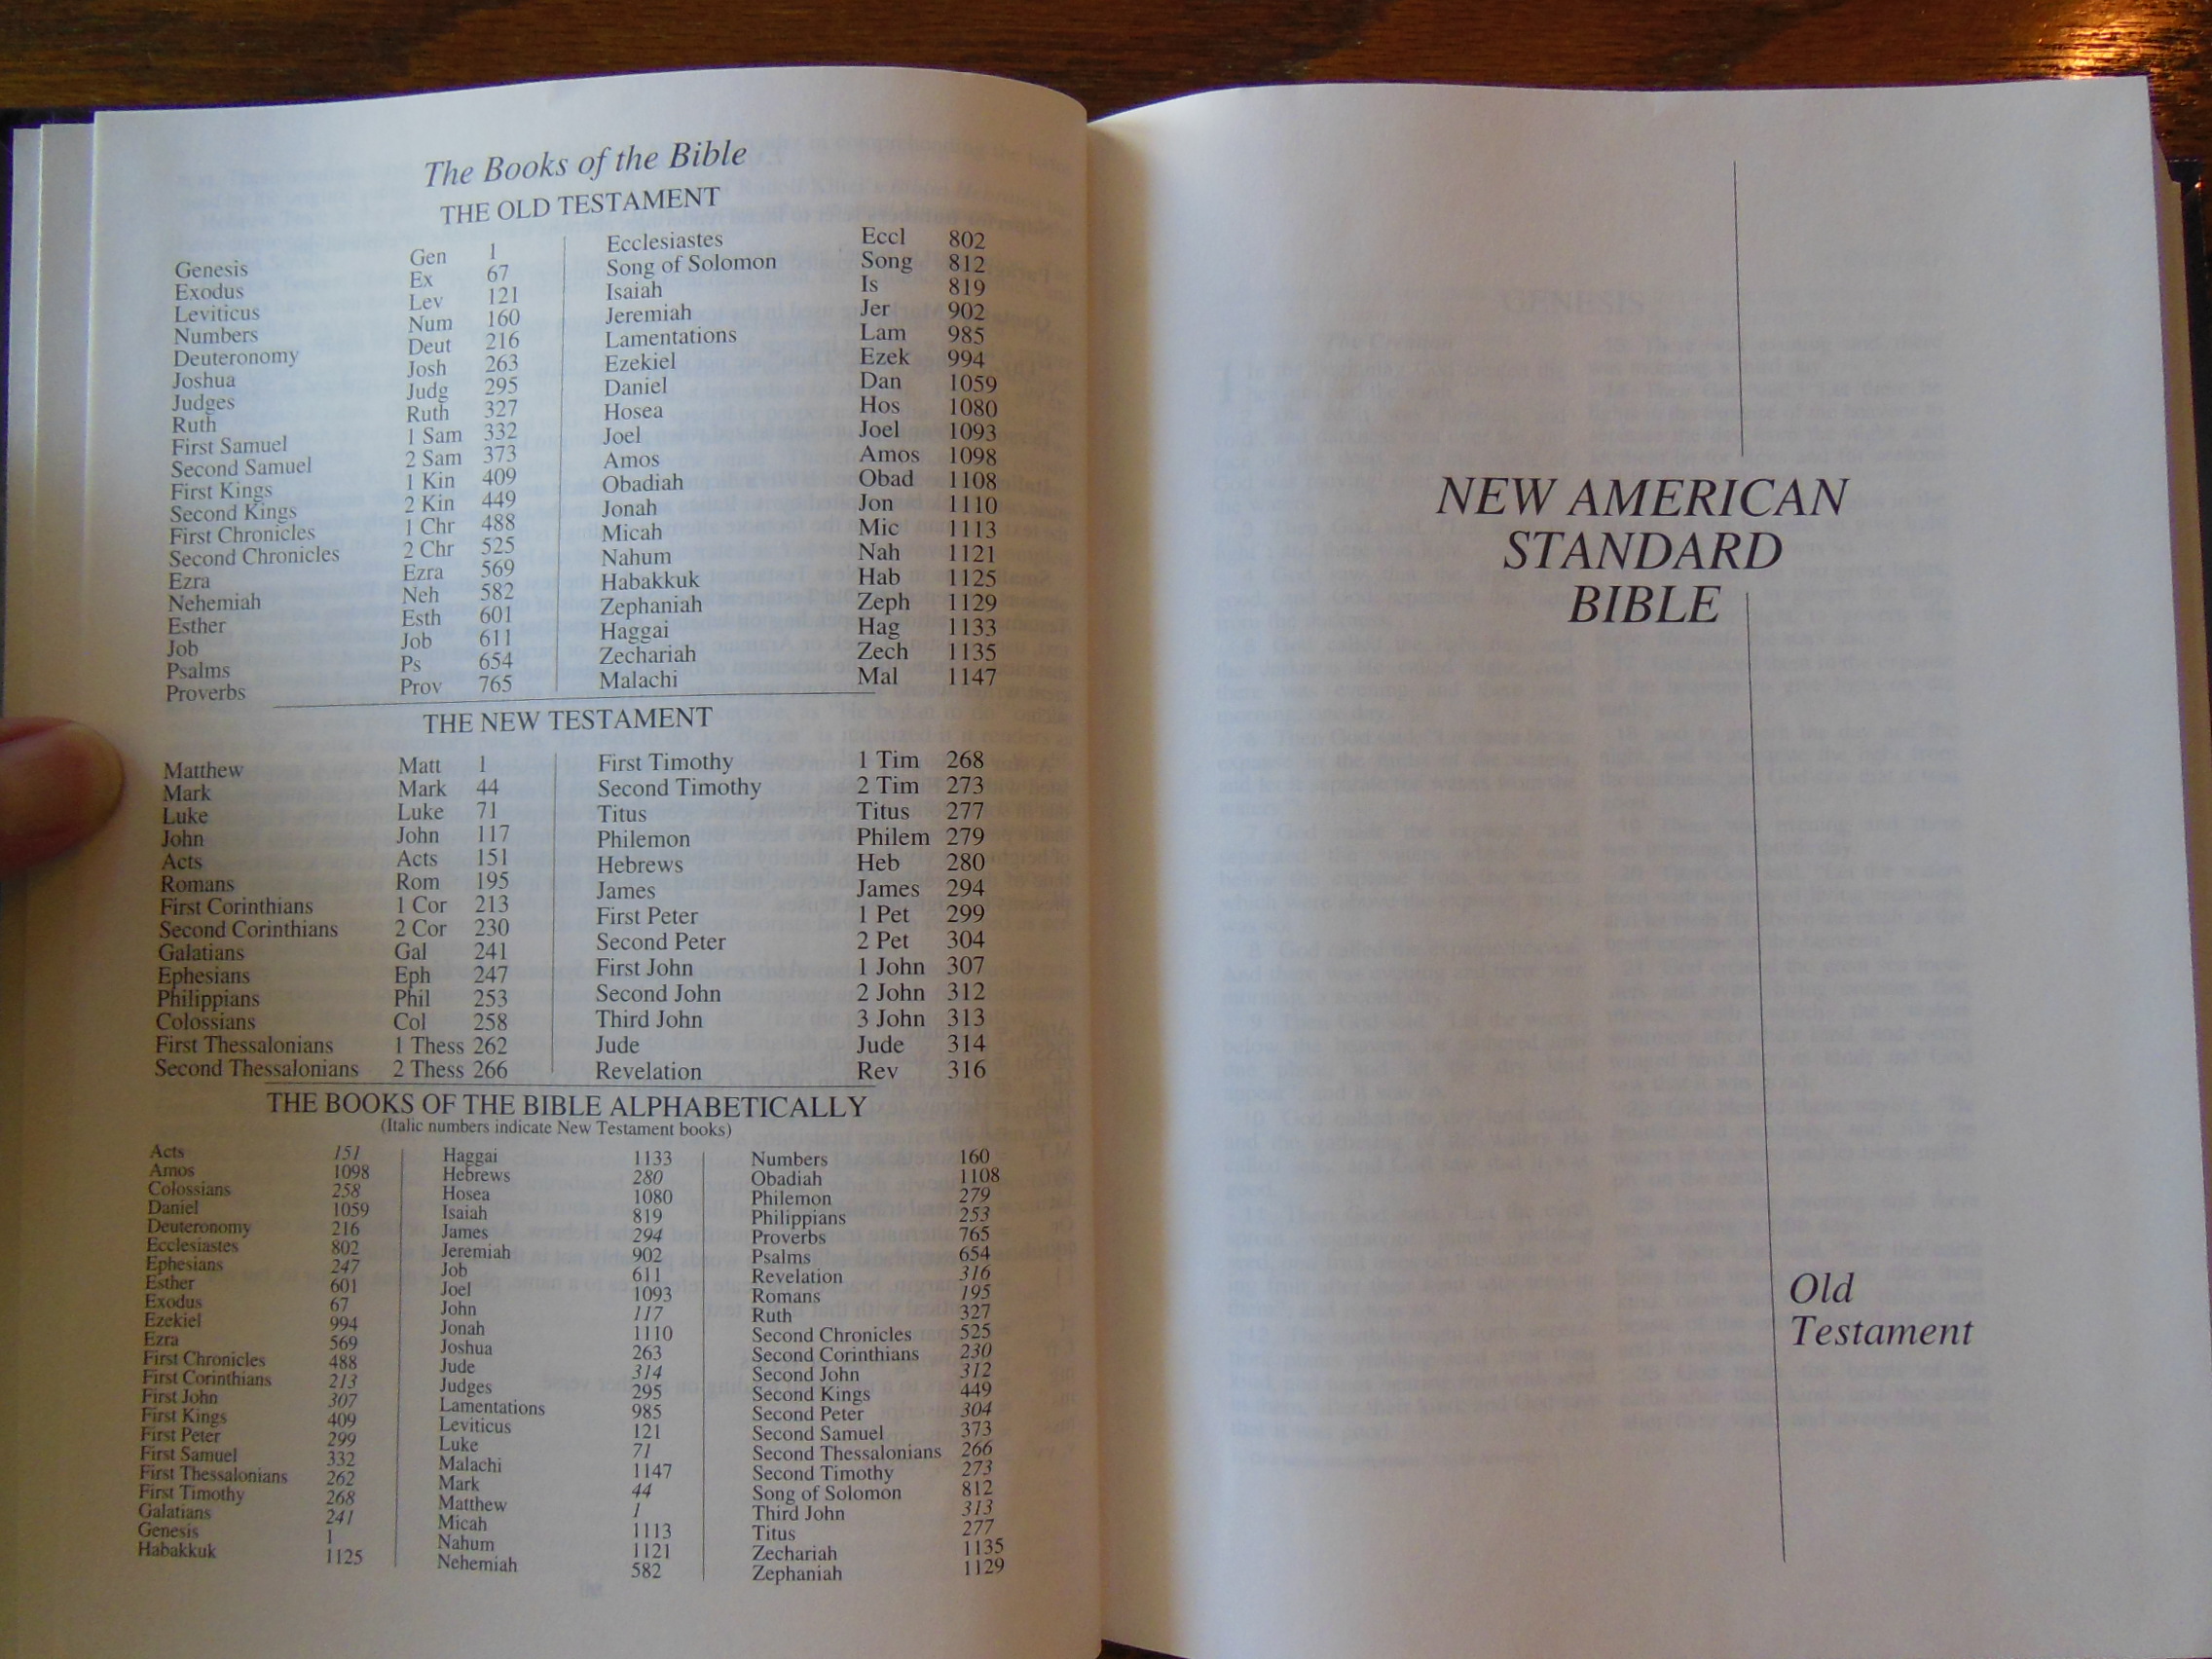 The Books of the Bible
THE OLD TESTAMENT
Genesis Gen 1
Exodus Ex 67
Leviticus Lev 121
Numbers Num 160
Deuteronomy Deut 216
Joshua Josh 263
Judges Judg 295
Ruth Ruth 327
First Samuel 1 Sam 332
Second Samuel 2 Sam 373
First Kings 1 Kin 409
Second Kings 2 Kin 449
First Chronicles 1 Chr 488
Second Chronicles 2 Chr 525
Ezra Ezra 569
Nehemiah Neh 582
Esther Esth 601
Job Job 611
Psalms Ps 654
Proverbs Prov 765
Ecclesiastes Eccl 802
Song of Solomon Song 812
Isaiah Is 819
Jeremiah Jer 902
Lamentations Lam 985
Ezekiel Ezek 994
Daniel Dan 1059
Hosea Hos 1080
Joel Joel 1093
Amos Amos 1098
Obadiah Obad 1108
Jonah Jon 1110
Micah Mic 1113
Nahum Nah 1121
Habakkuk Hab 1125
Zephaniah Zeph 1129
Haggai Hag 1133
Zechariah Zech 1135
Malachi Mal 1147
THE NEW TESTAMENT
Matthew Matt 1
Mark Mark 44
Luke Luke 71
John John 117
Acts Acts 151
Romans Rom 195
First Corinthians 1 Cor 213
Second Corinthians 2 Cor 230
Galatians Gal 241
Ephesians Eph 247
Philippians Phil 253
Colossians Col 258
First Thessalonians 1 Thess 262
Second Thessalonians 2 Thess 266
First Timothy 1 Tim 268
Second Timothy 2 Tim 273
Titus Titus 277
Philemon Philem 279
Hebrews Heb 280
James James 294
First Peter 1 Pet 299
Second Peter 2 Pet 304
First John 1 John 307
Second John 2 John 312
Third John 3 John 313
Jude Jude 314
Revelation Rev 316
THE BOOKS OF THE BIBLE ALPHABETICALLY
(Italic numbers indicate New Testament books)
Acts 151
Amos 1098
Colossians 258
Daniel 1059
Deuteronomy 216
Ecclesiastes 802
Ephesians 247
Esther 601
Exodus 67
Ezekiel 994
Ezra 569
First Chronicles 488
First Corinthians 213
First John 307
First Kings 409
First Peter 299
First Samuel 332
First Thessalonians 262
First Timothy 268
Galatians 241
Genesis 1
Habakkuk 1125
Haggai 1133
Hebrews 280
Hosea 1080
Isaiah 819
James 294
Jeremiah 902
Job 611
Joel 1093
John 117
Jonah 1110
Joshua 263
Jude 314
Judges 295
Lamentations 985
Leviticus 121
Luke 71
Malachi 1147
Mark 44
Matthew 1
Micah 1113
Nahum 1121
Nehemiah 582
Numbers 160
Obadiah 1108
Philemon 279
Philippians 253
Proverbs 765
Psalms 654
Revelation 316
Romans 195
Ruth 327
Second Chronicles 525
Second Corinthians 230
Second John 312
Second Kings 449
Second Peter 304
Second Samuel 373
Second Thessalonians 266
Second Timothy 273
Song of Solomon 812
Third John 313
Titus 277
Zechariah 1135
Zephaniah 1129
NEW AMERICAN
STANDARD
BIBLE
Old
Testament
GENESIS
The Creation